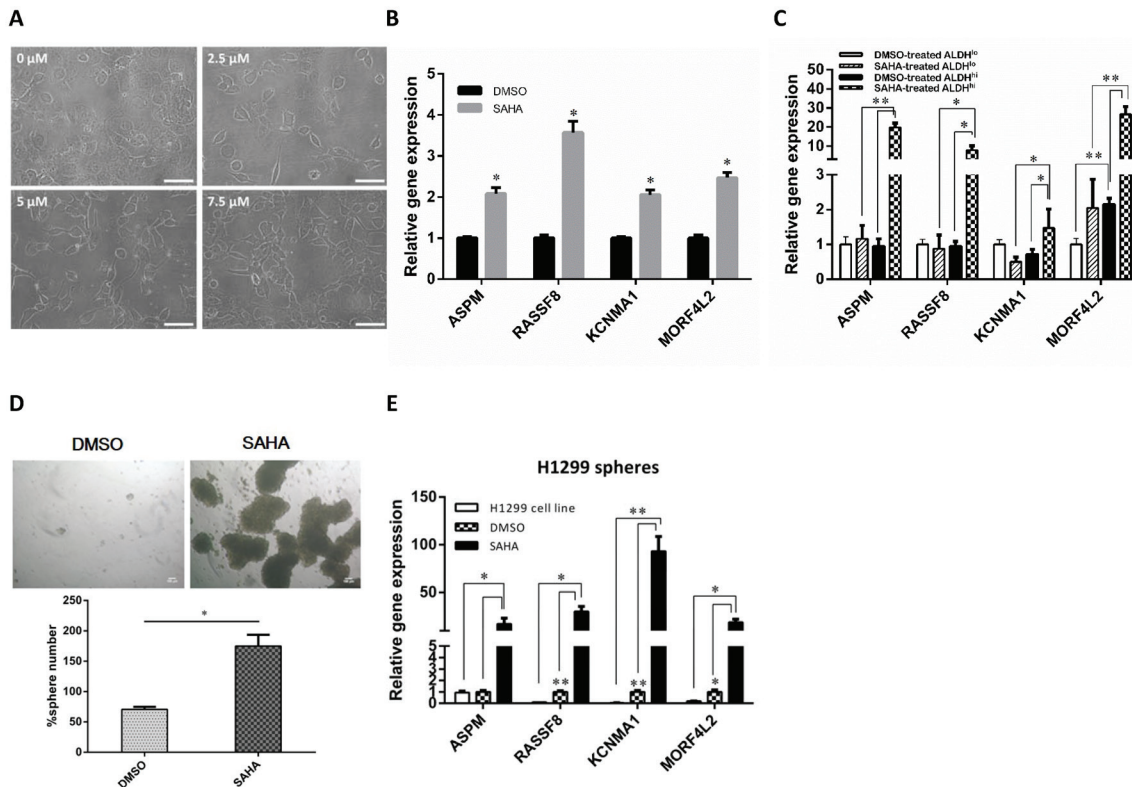 A
0 µM
2.5 µM
5 µM
7.5 µM
B
Relative gene expression
5
4
3
2
1
0
DMSO
SAHA
*
*
*
*
ASPM
RASSF8
KCNMA1
MORF4L2
C
Relative gene expression
50
40
30
20
10
3
2
1
0
DMSO-treated ALDHlo
SAHA-treated ALDHlo
DMSO-treated ALDHhi
SAHA-treated ALDHhi
**
*
*
*
*
**
**
ASPM
RASSF8
KCNMA1
MORF4L2
D
DMSO
SAHA
%sphere number
250
200
150
100
50
0
*
DMSO
SAHA
E
H1299 spheres
Relative gene expression
150
100
50
5
4
3
2
1
0
H1299 cell line
DMSO
SAHA
*
*
**
*
**
**
*
ASPM
RASSF8
KCNMA1
MORF4L2